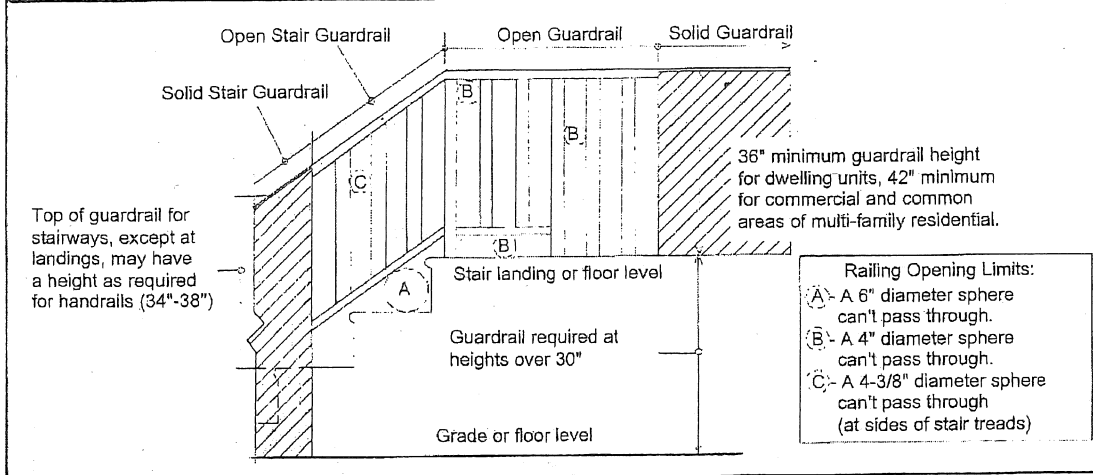 Open Stair Guardrail
Open Guardrail
Solid Guardrail
Solid Stair Guardrail
B
B
C
36" minimum guardrail height
for dwelling units, 42" minimum
for commercial and common
areas of multi-family residential.
Top of guardrail for
stairways, except at
landings, may have
a height as required
for handrails (34"-38")
B
A
Stair landing or floor level
Guardrail required at
heights over 30"
Grade or floor level
Railing Opening Limits:
A - A 6" diameter sphere
can't pass through.
B - A 4" diameter sphere
can't pass through.
C - A 4-3/8" diameter sphere
can't pass through
(at sides of stair treads)